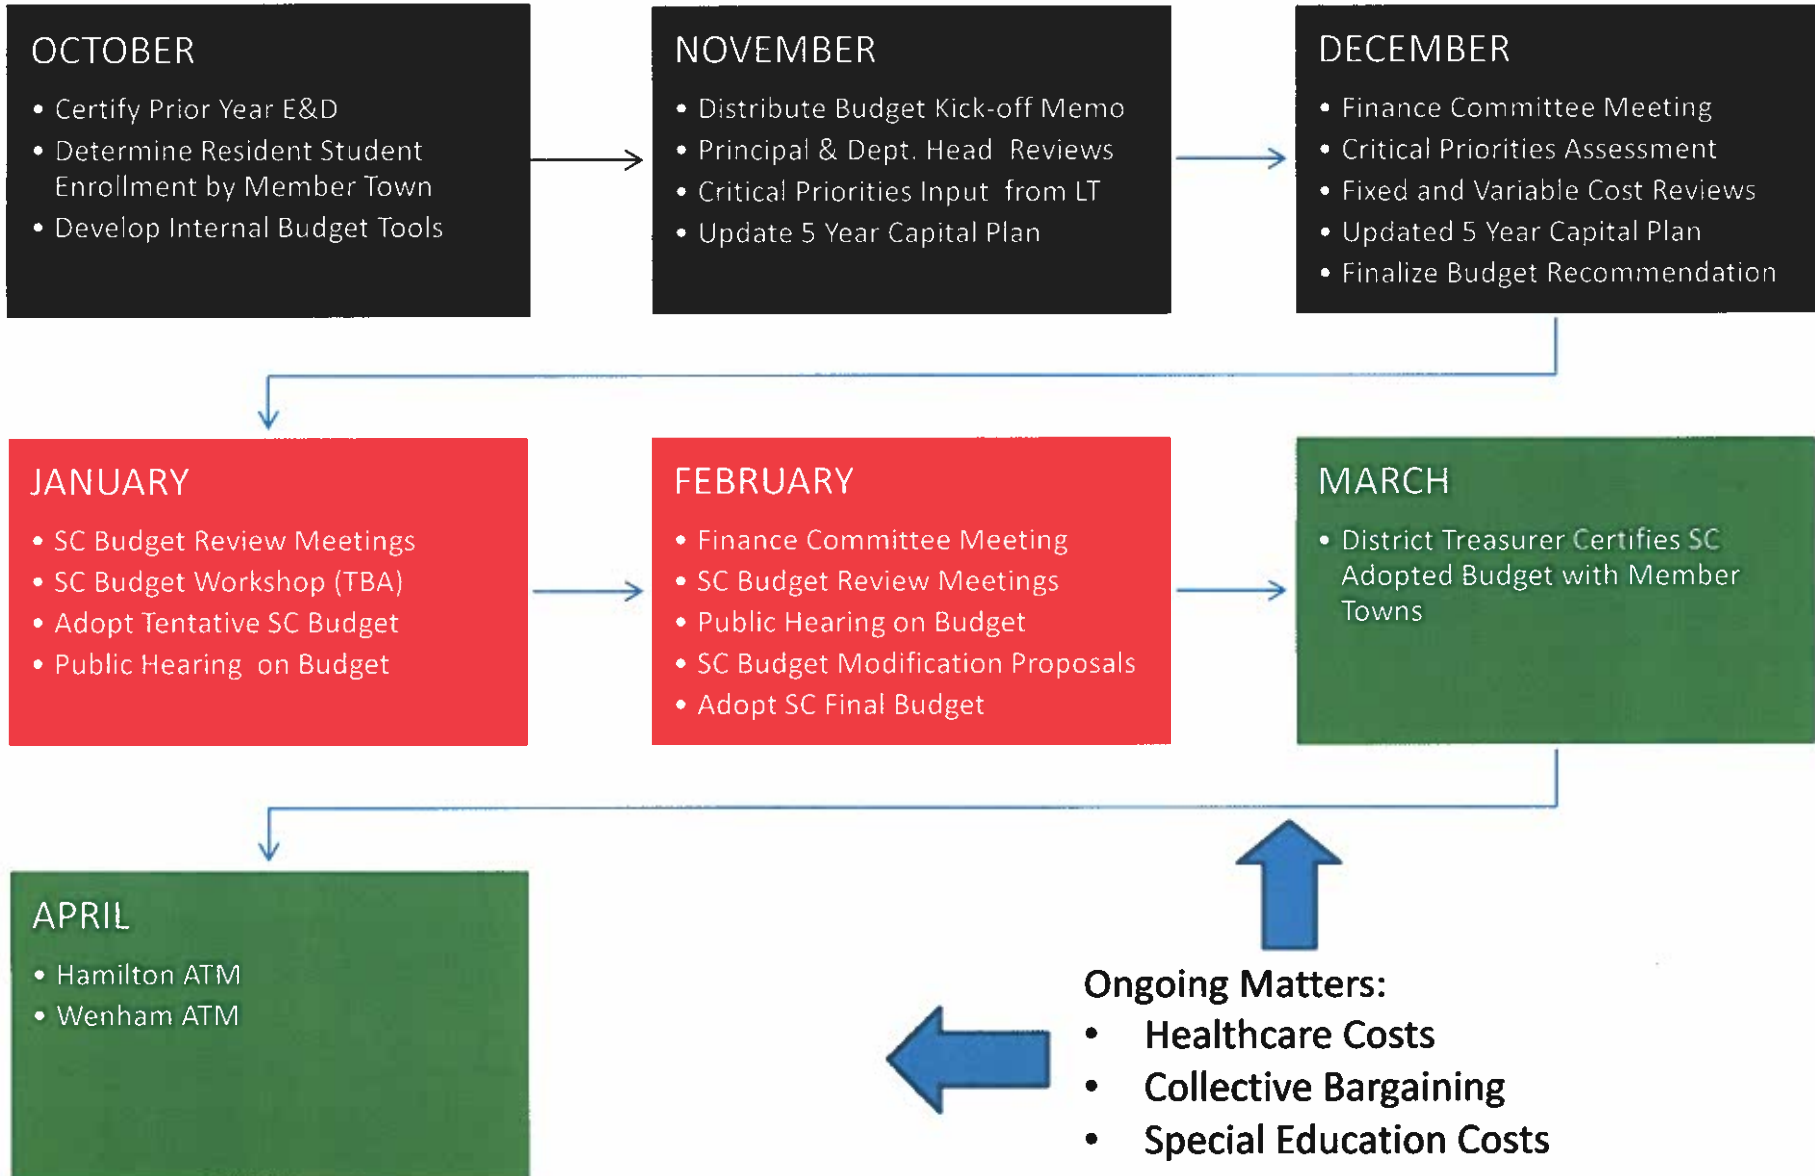 OCTOBER
• Certify Prior Year E&D
• Determine Resident Student
Enrollment by Member Town
• Develop Internal Budget Tools
NOVEMBER
• Distribute Budget Kick-off Memo
• Principal & Dept. Head Reviews
• Critical Priorities Input from LT
• Update 5 Year Capital Plan
DECEMBER
• Finance Committee Meeting
• Critical Priorities Assessment
• Fixed and Variable Cost Reviews
• Updated 5 Year Capital Plan
• Finalize Budget Recommendation
JANUARY
• SC Budget Review Meetings
• SC Budget Workshop (TBA)
• Adopt Tentative SC Budget
• Public Hearing on Budget
FEBRUARY
• Finance Committee Meeting
• SC Budget Review Meetings
• Public Hearing on Budget
• SC Budget Modification Proposals
• Adopt SC Final Budget
MARCH
• District Treasurer Certifies SC
Adopted Budget with Member
Towns
APRIL
• Hamilton ATM
• Wenham ATM
Ongoing Matters:
• Healthcare Costs
• Collective Bargaining
• Special Education Costs